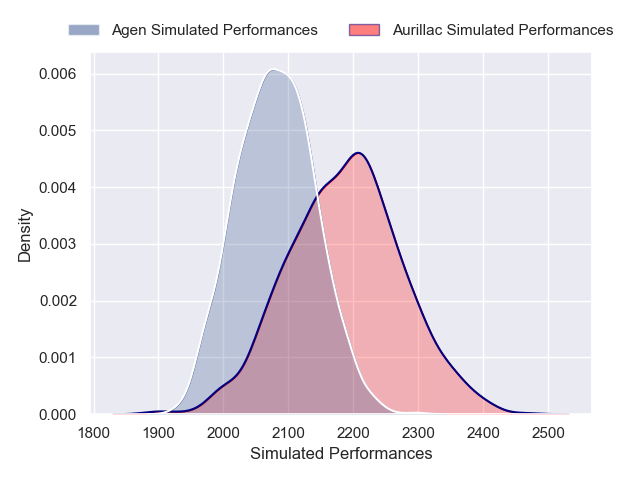 Agen Simulated Performances
Aurillac Simulated Performances
0.006
0.005
0.004
0.003
0.002
0.001
0.000
Density
1800 1900 2000 2100 2200 2300 2400 2500
Simulated Performances